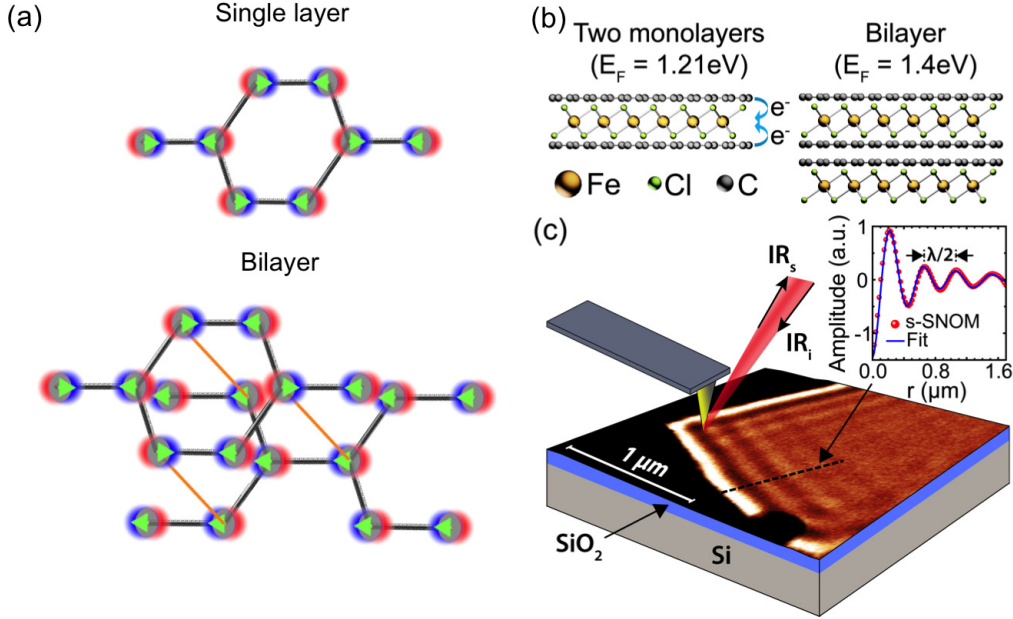 (a)
Single layer
Bilayer
(b)
Two monolayers
(E_F = 1.21eV)
e⁻
e⁻
Fe
Cl
C
Bilayer
(E_F = 1.4eV)
(c)
IR_s
IR_i
1 μm
SiO₂
Si
Amplitude (a.u.)
1
0
-1
λ/2
s-SNOM
Fit
0.0
0.8
1.6
r (μm)